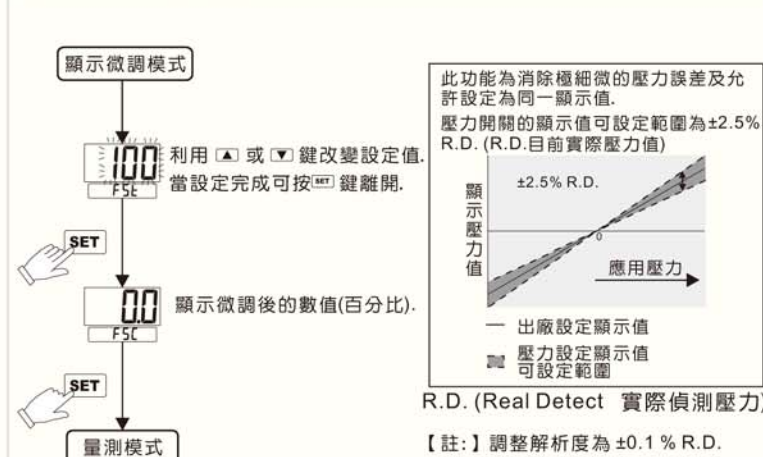 顯示微調模式
100
FSt
利用 ▲ 或 ▼ 鍵改變設定值.
當設定完成可按 SET 鍵離開.
SET
0.0
FSC
顯示微調後的數值(百分比).
SET
量測模式
此功能為消除極細微的壓力誤差及允
許設定為同一顯示值.
壓力開關的顯示值可設定範圍為±2.5%
R.D. (R.D.目前實際壓力值)
±2.5% R.D.
顯示壓力值
0
應用壓力
出廠設定顯示值
壓力設定顯示值
可設定範圍
R.D. (Real Detect 實際偵測壓力)
【註:】調整解析度為 ±0.1 % R.D.